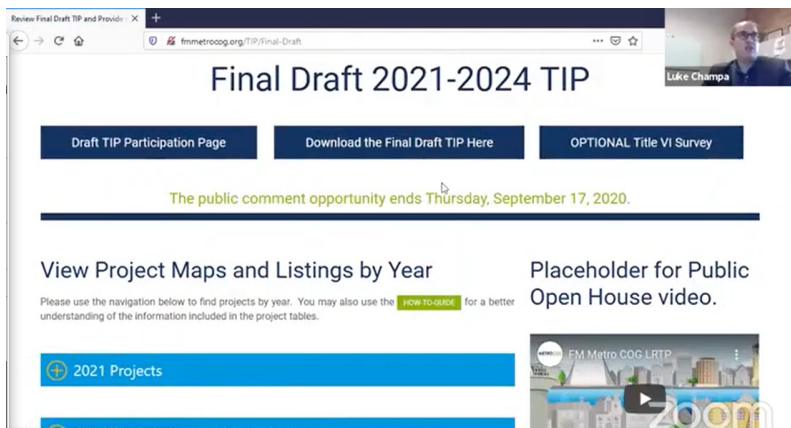 Review Final Draft TIP and Provide
fmmetrocog.org/TIP/Final-Draft
Luke Champa
Final Draft 2021-2024 TIP
Draft TIP Participation Page
Download the Final Draft TIP Here
OPTIONAL Title VI Survey
The public comment opportunity ends Thursday, September 17, 2020.
View Project Maps and Listings by Year
Please use the navigation below to find projects by year. You may also use the HOW-TO-GUIDE for a better
understanding of the information included in the project tables.
2021 Projects
Placeholder for Public
Open House video.
METROCOG
FM Metro COG LRTP
zoom